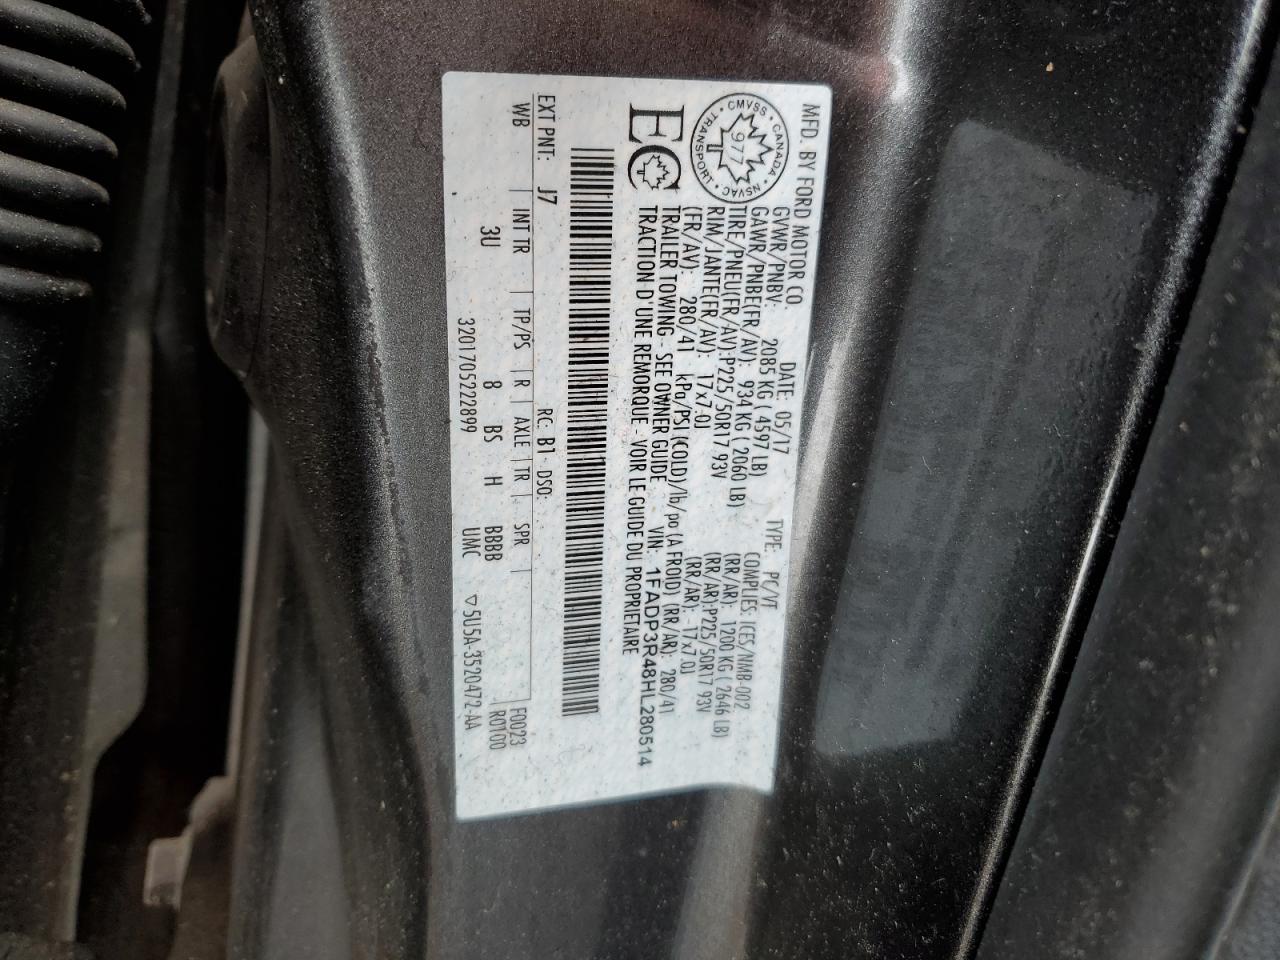 MFD. BY FORD MOTOR CO
DATE: 05/17 TYPE: PC/VT
GVWR/PNBV: 2085 KG ( 4597 LB) COMPLIES: ICES/NMB-002
GAWR/PNBE(FR/AV): 934 KG ( 2060 LB) (RR/AR): 1200 KG ( 2646 LB)
TIRE/PNEU(FR/AV):P225/50R17 93V (RR/AR):P225/50R17 93V
RIM/JANTE(FR/AV): 17x7.0J (RR/AR): 17x7.0J
(FR/AV): 280/41 kPa/PSI(COLD)/lb/po(A FROID) (RR/AR): 280/41
TRAILER TOWING - SEE OWNER GUIDE VIN: 1FADP3R48HL280514
TRACTION D'UNE REMORQUE - VOIR LE GUIDE DU PROPRIETAIRE
CMVSS • CANADA • NSVAC • TRANSPORT
977
EC
EXT PNT: J7 RC: B1 DSO: F0023
WB INT TR TP/PS R AXLE TR SPR R0100
3U 8 BS H BBBB
3201705222899 UMC ▽5U5A-3520472-AA